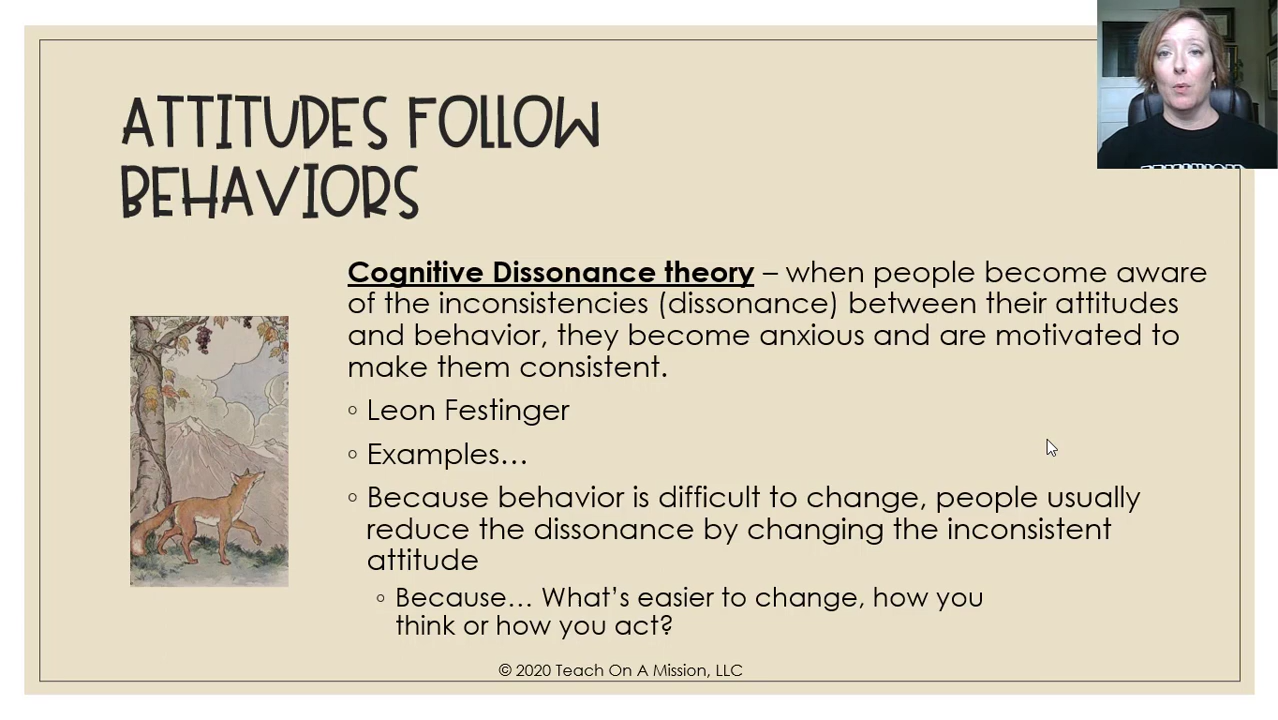 ATTITUDES FOLLOW
BEHAVIORS
Cognitive Dissonance theory – when people become aware
of the inconsistencies (dissonance) between their attitudes
and behavior, they become anxious and are motivated to
make them consistent.
◦ Leon Festinger
◦ Examples…
◦ Because behavior is difficult to change, people usually
reduce the dissonance by changing the inconsistent
attitude
◦ Because… What’s easier to change, how you
think or how you act?
© 2020 Teach On A Mission, LLC